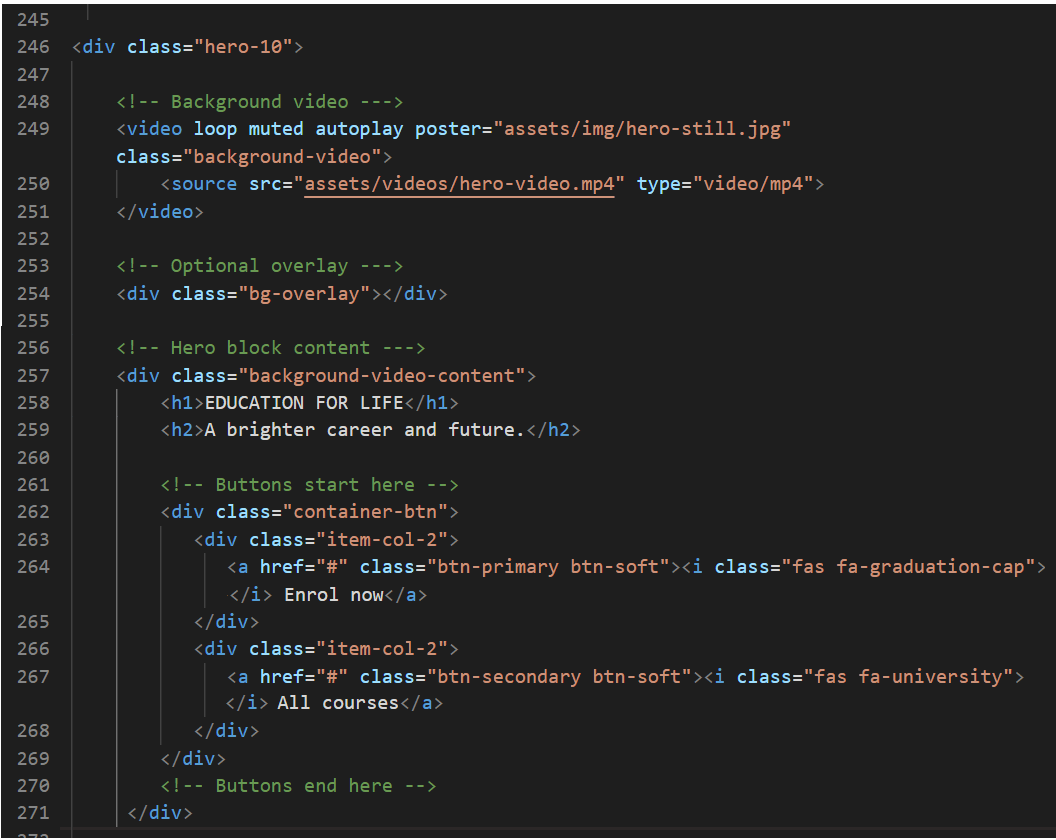 245
246 <div class="hero-10">
247
248 <!-- Background video --->
249 <video loop muted autoplay poster="assets/img/hero-still.jpg"
class="background-video">
250 <source src="assets/videos/hero-video.mp4" type="video/mp4">
251 </video>
252
253 <!-- Optional overlay --->
254 <div class="bg-overlay"></div>
255
256 <!-- Hero block content --->
257 <div class="background-video-content">
258 <h1>EDUCATION FOR LIFE</h1>
259 <h2>A brighter career and future.</h2>
260
261 <!-- Buttons start here -->
262 <div class="container-btn">
263 <div class="item-col-2">
264 <a href="#" class="btn-primary btn-soft"><i class="fas fa-graduation-cap">
</i> Enrol now</a>
265 </div>
266 <div class="item-col-2">
267 <a href="#" class="btn-secondary btn-soft"><i class="fas fa-university">
</i> All courses</a>
268 </div>
269 </div>
270 <!-- Buttons end here -->
271 </div>